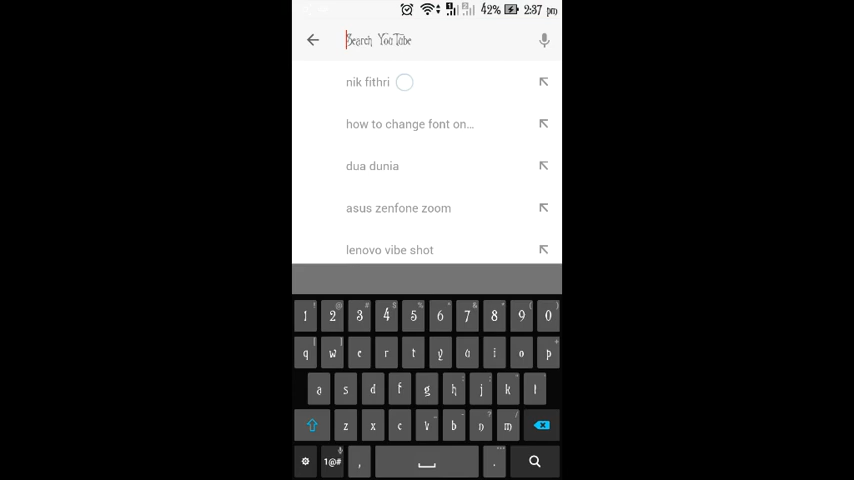 42% 2:37 pm
Search YouTube
nik fithri
how to change font on...
dua dunia
asus zenfone zoom
lenovo vibe shot
1 2 3 4 5 6 7 8 9 0
q w e r t y u i o p
a s d f g h j k l
z x c v b n m
1@# , .